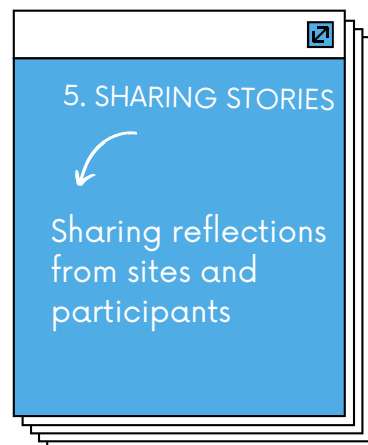 5. SHARING STORIES
Sharing reflections
from sites and
participants